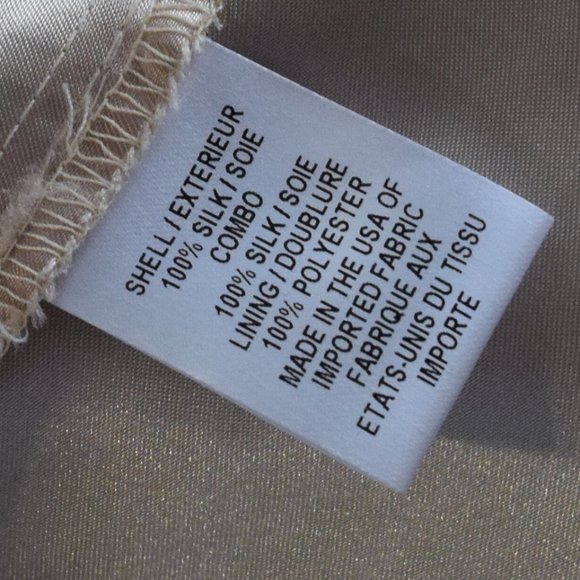 SHELL / EXTERIEUR
100% SILK / SOIE
COMBO
100% SILK / SOIE
LINING / DOUBLURE
100% POLYESTER
MADE IN THE USA OF
IMPORTED FABRIC
FABRIQUE AUX
ETATS-UNIS DU TISSU
IMPORTE